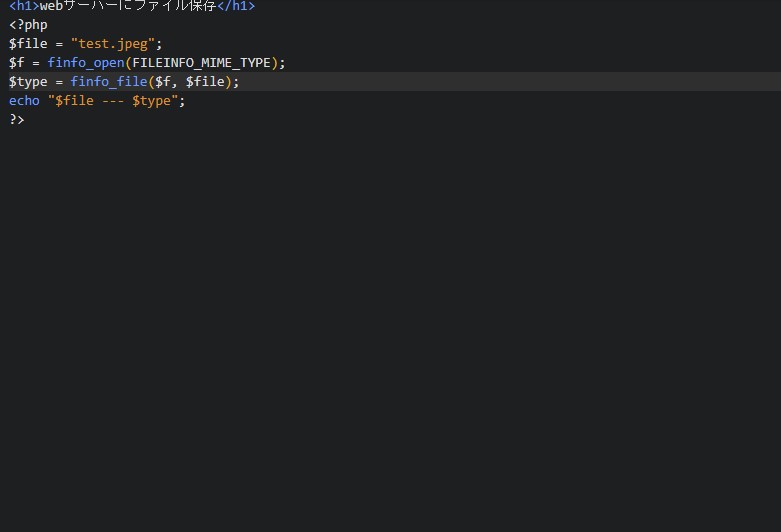 <h1>webサーバーにファイル保存</h1>
<?php
$file = "test.jpeg";
$f = finfo_open(FILEINFO_MIME_TYPE);
$type = finfo_file($f, $file);
echo "$file --- $type";
?>